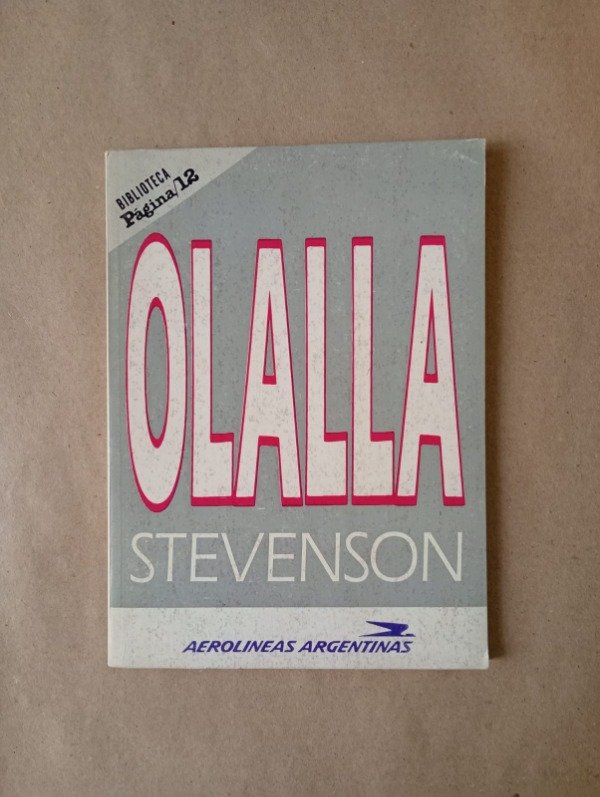 BIBLIOTECA
Página/12
OLALLA
STEVENSON
AEROLINEAS ARGENTINAS